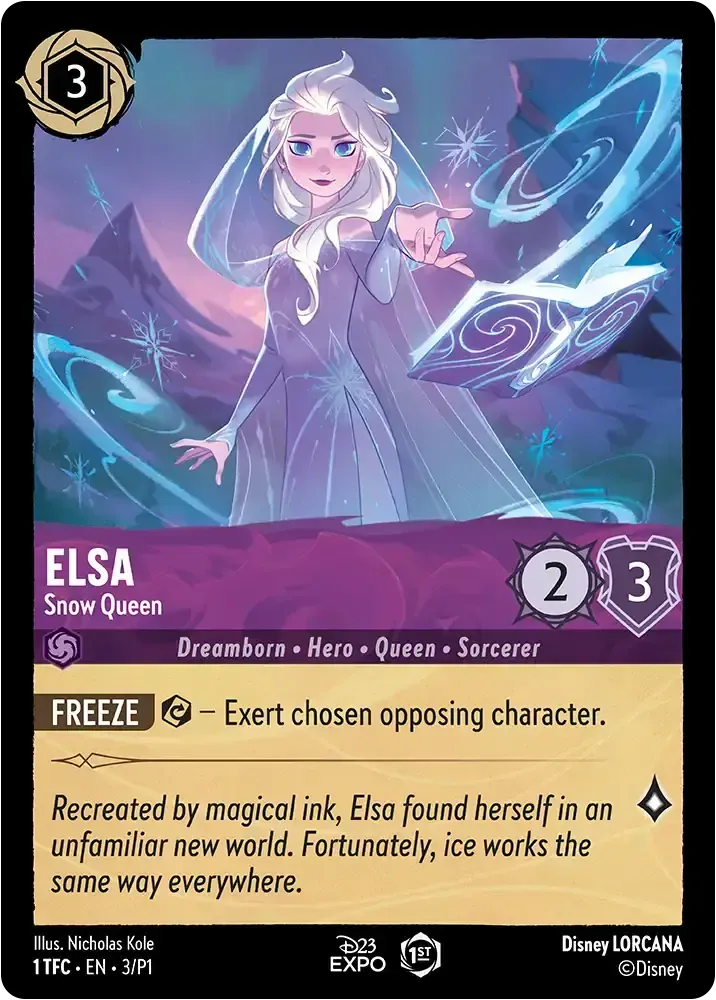 3
ELSA
Snow Queen
2
3
Dreamborn • Hero • Queen • Sorcerer
FREEZE – Exert chosen opposing character.
Recreated by magical ink, Elsa found herself in an
unfamiliar new world. Fortunately, ice works the
same way everywhere.
Illus. Nicholas Kole
1 TFC • EN • 3/P1
D23
EXPO
1ST
Disney LORCANA
©Disney